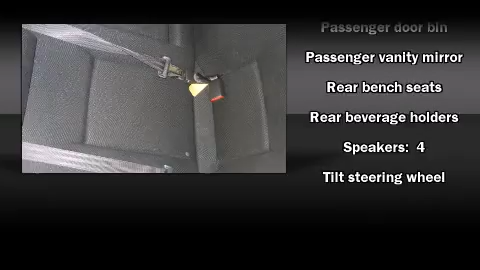 Passenger door bin
Passenger vanity mirror
Rear bench seats
Rear beverage holders
Speakers: 4
Tilt steering wheel